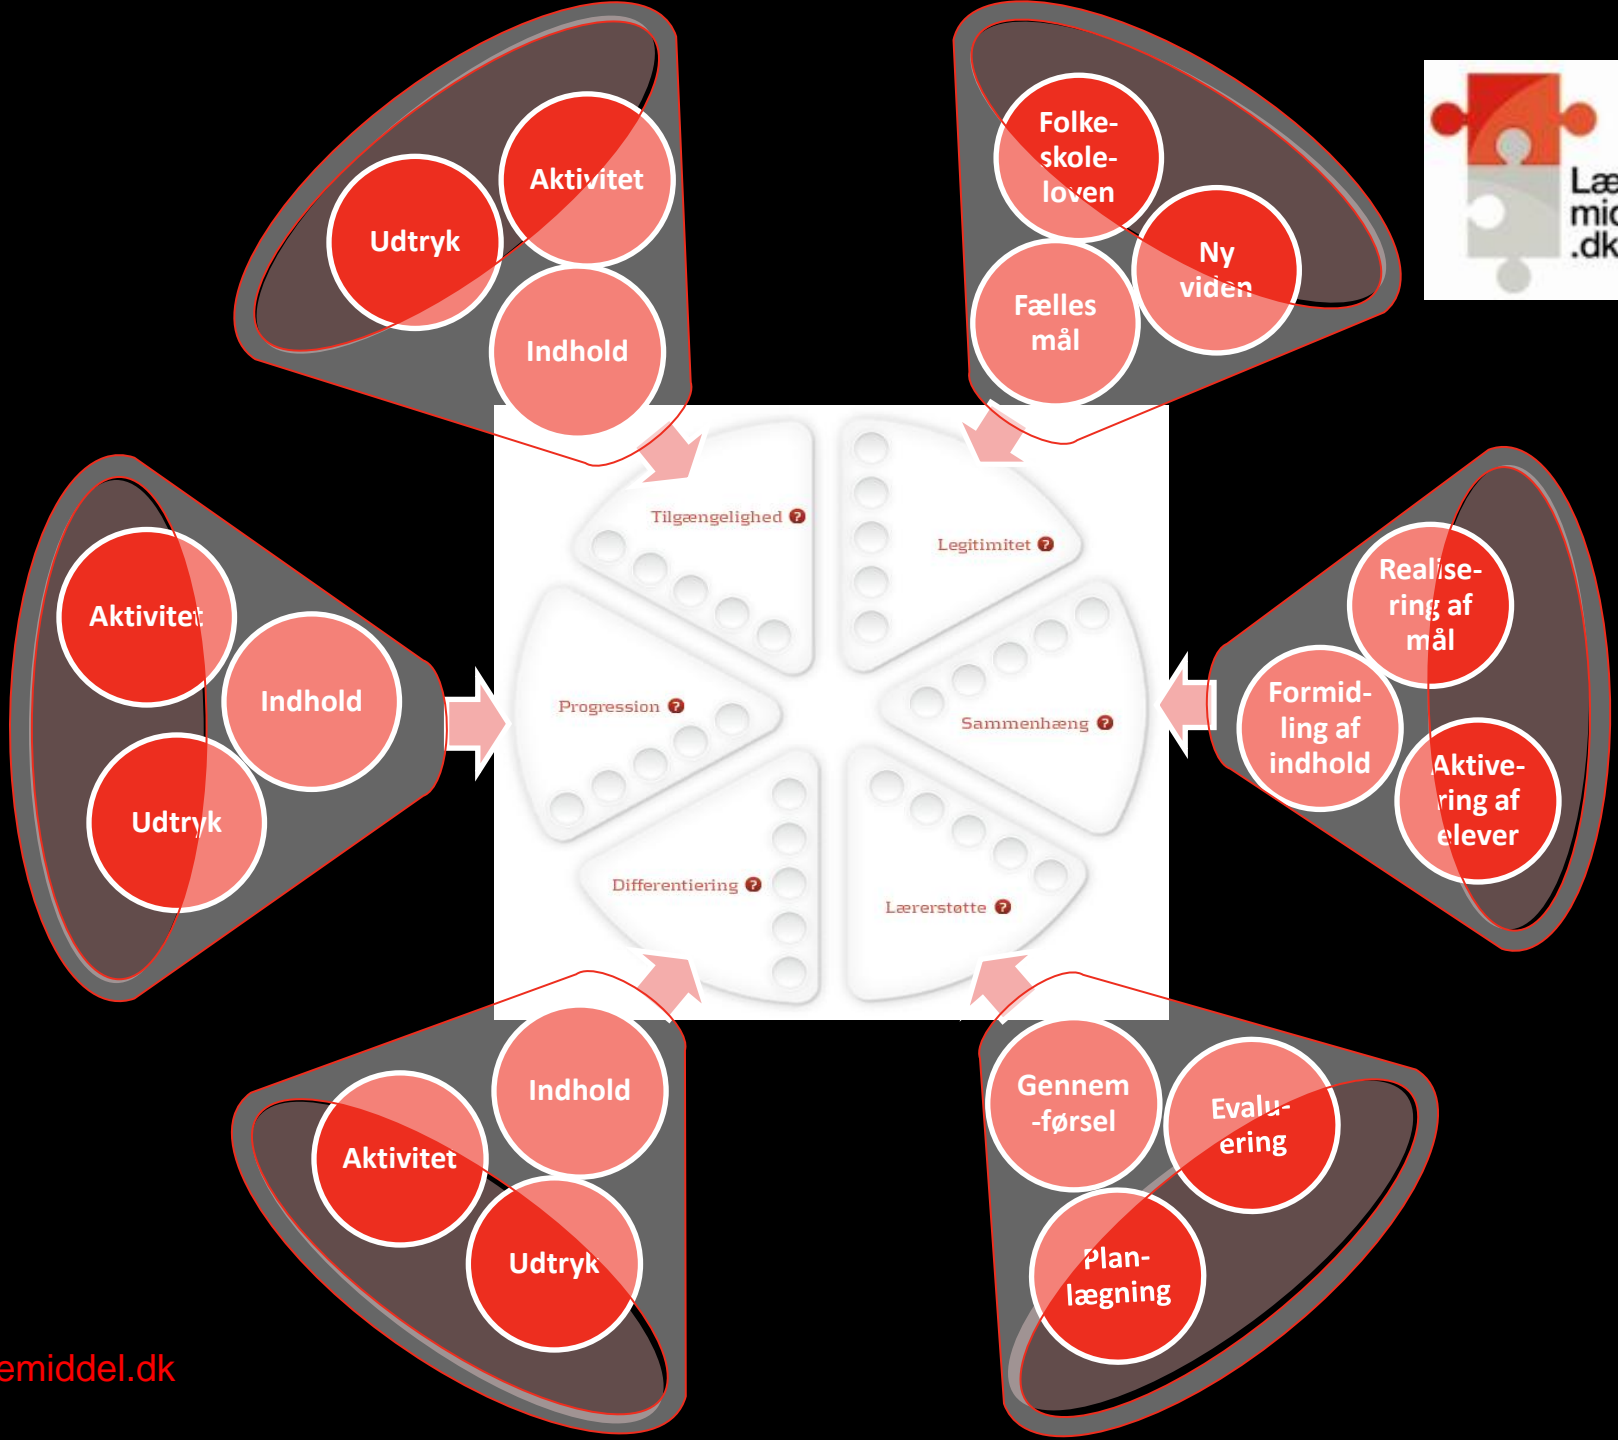 Aktivitet
Udtryk
Indhold
Folke-
skole-
loven
Ny
viden
Fælles
mål
.dk
Tilgængelighed ?
Legitimitet ?
Progression ?
Sammenhæng ?
Differentiering ?
Lærerstøtte ?
Aktivitet
Indhold
Udtryk
Realise-
ring af
mål
Formid-
ling af
indhold
Aktive-
ring af
elever
Indhold
Aktivitet
Udtryk
Gennem
-førsel
Evalu-
ering
Plan-
lægning
emiddel.dk